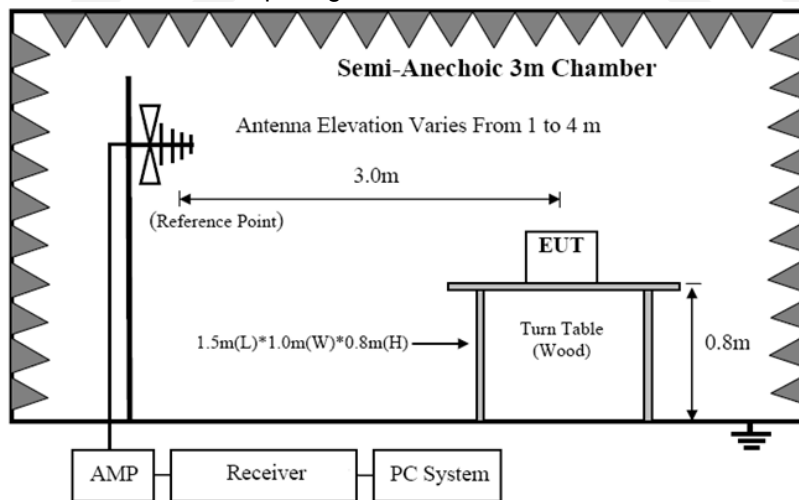 Semi-Anechoic 3m Chamber
Antenna Elevation Varies From 1 to 4 m
3.0m
(Reference Point)
EUT
1.5m(L)*1.0m(W)*0.8m(H)
Turn Table
(Wood)
0.8m
AMP
Receiver
PC System